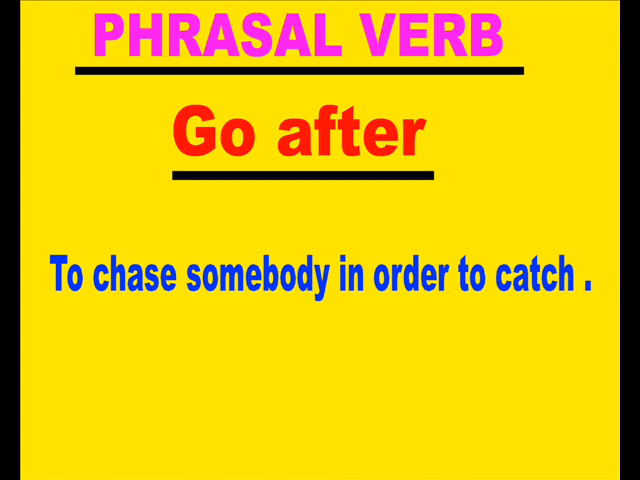 PHRASAL VERB
Go after
To chase somebody in order to catch .